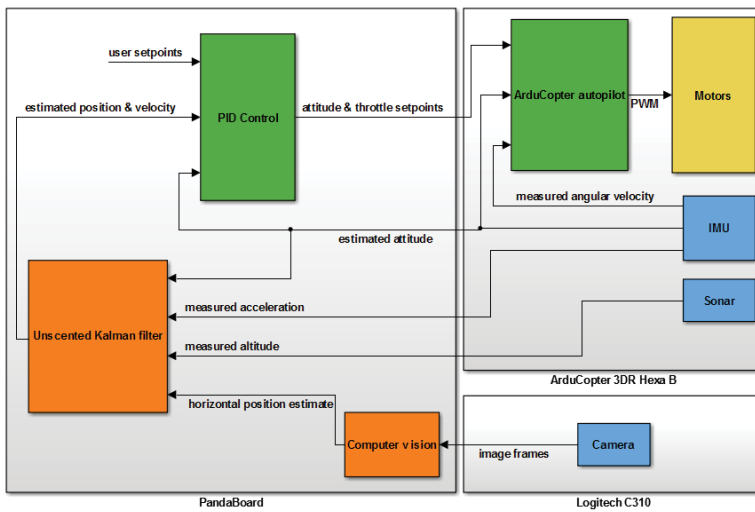 user setpoints
estimated position & velocity
PID Control
attitude & throttle setpoints
ArduCopter autopilot
PWM
Motors
measured angular velocity
IMU
estimated attitude
Sonar
measured acceleration
Unscented Kalman filter
measured altitude
ArduCopter 3DR Hexa B
horizontal position estimate
Computer vision
image frames
Camera
PandaBoard
Logitech C310